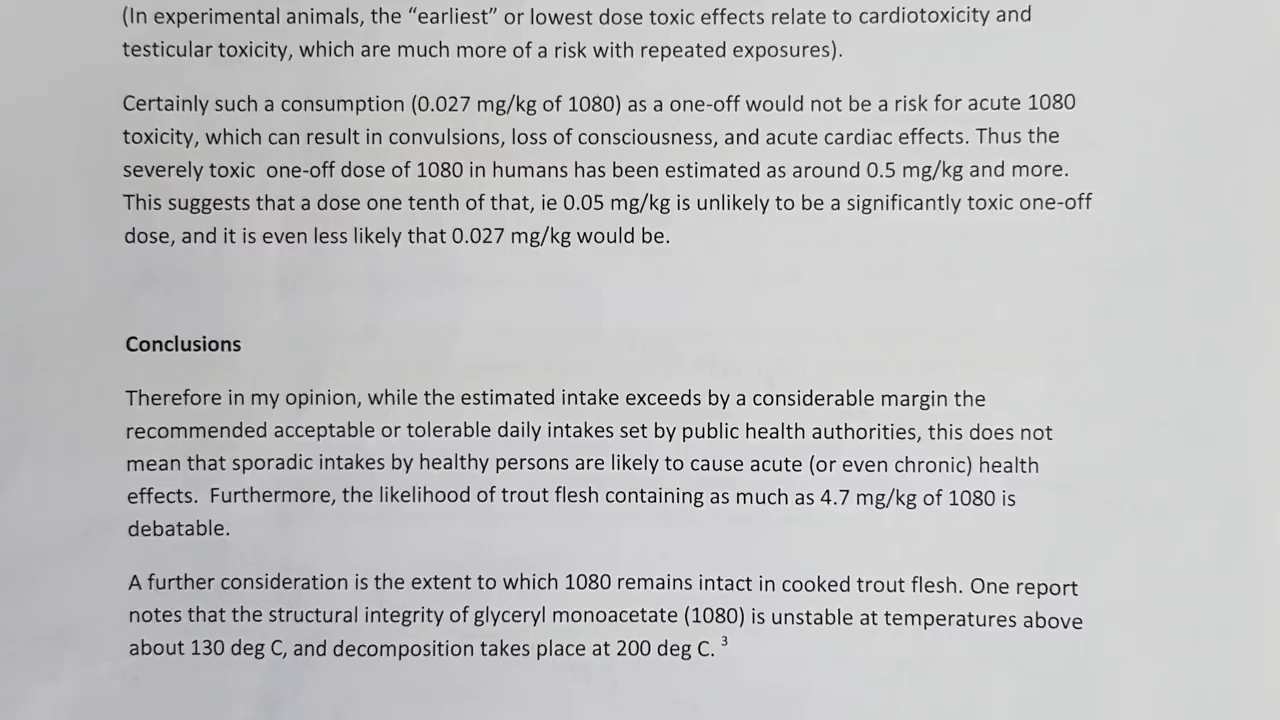 (In experimental animals, the “earliest” or lowest dose toxic effects relate to cardiotoxicity and
testicular toxicity, which are much more of a risk with repeated exposures).
Certainly such a consumption (0.027 mg/kg of 1080) as a one-off would not be a risk for acute 1080
toxicity, which can result in convulsions, loss of consciousness, and acute cardiac effects. Thus the
severely toxic  one-off dose of 1080 in humans has been estimated as around 0.5 mg/kg and more.
This suggests that a dose one tenth of that, ie 0.05 mg/kg is unlikely to be a significantly toxic one-off
dose, and it is even less likely that 0.027 mg/kg would be.
Conclusions
Therefore in my opinion, while the estimated intake exceeds by a considerable margin the
recommended acceptable or tolerable daily intakes set by public health authorities, this does not
mean that sporadic intakes by healthy persons are likely to cause acute (or even chronic) health
effects.  Furthermore, the likelihood of trout flesh containing as much as 4.7 mg/kg of 1080 is
debatable.
A further consideration is the extent to which 1080 remains intact in cooked trout flesh. One report
notes that the structural integrity of glyceryl monoacetate (1080) is unstable at temperatures above
about 130 deg C, and decomposition takes place at 200 deg C. ³